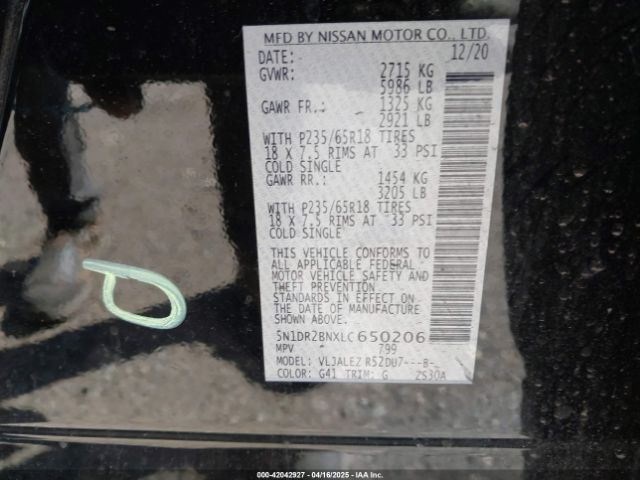 MFD BY NISSAN MOTOR CO., LTD.
DATE: 12/20
GVWR: 2715 KG
5986 LB
GAWR FR.: 1325 KG
2921 LB
WITH P235/65R18 TIRES
18 X 7.5 RIMS AT 33 PSI
COLD SINGLE
GAWR RR.: 1454 KG
3205 LB
WITH P235/65R18 TIRES
18 X 7.5 RIMS AT 33 PSI
COLD SINGLE
THIS VEHICLE CONFORMS TO
ALL APPLICABLE FEDERAL
MOTOR VEHICLE SAFETY AND
THEFT PREVENTION
STANDARDS IN EFFECT ON
THE DATE OF MANUFACTURE
SHOWN ABOVE.
5N1DR2BNXLC650206
MPV 799
MODEL: VLJALEZ R52DU7---B-
COLOR: G41 TRIM: G 2530A
000-42042927 - 04/16/2025 - IAA Inc.